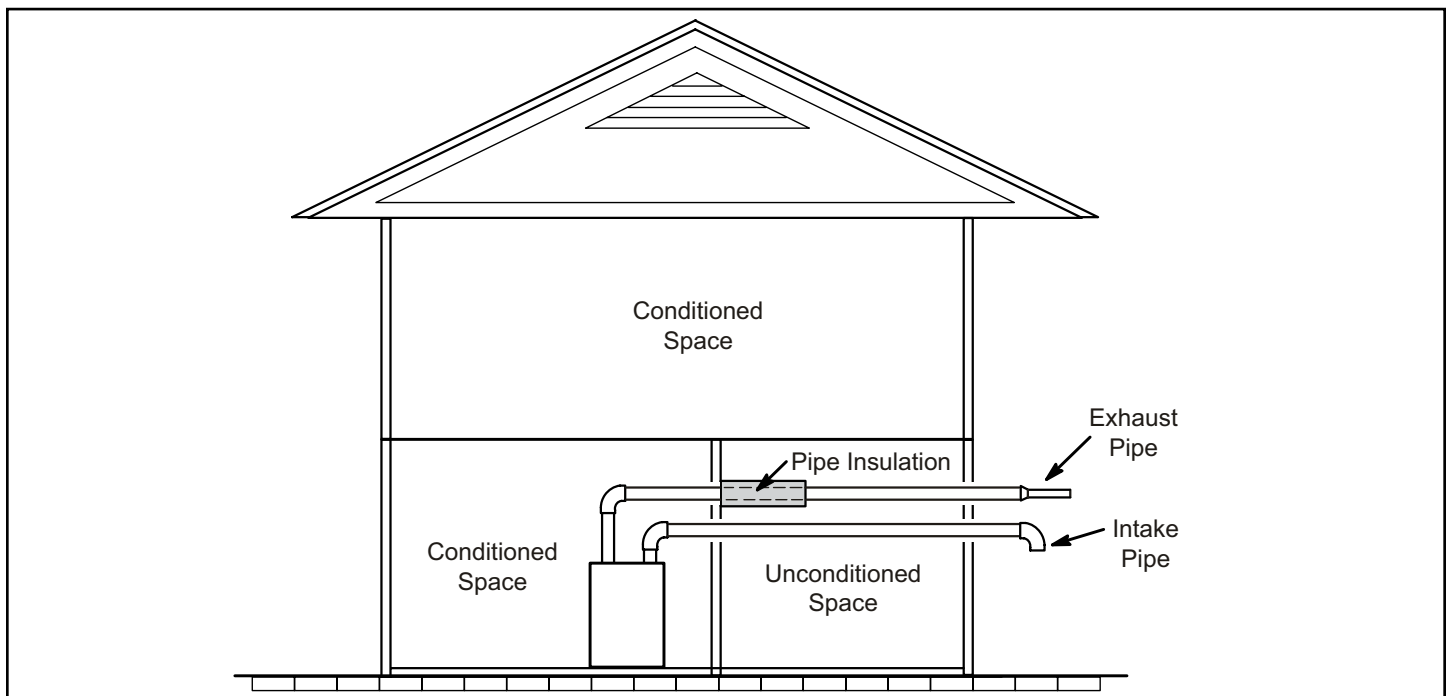 Conditioned
Space
Exhaust
Pipe
Pipe Insulation
Intake
Pipe
Conditioned
Space
Unconditioned
Space